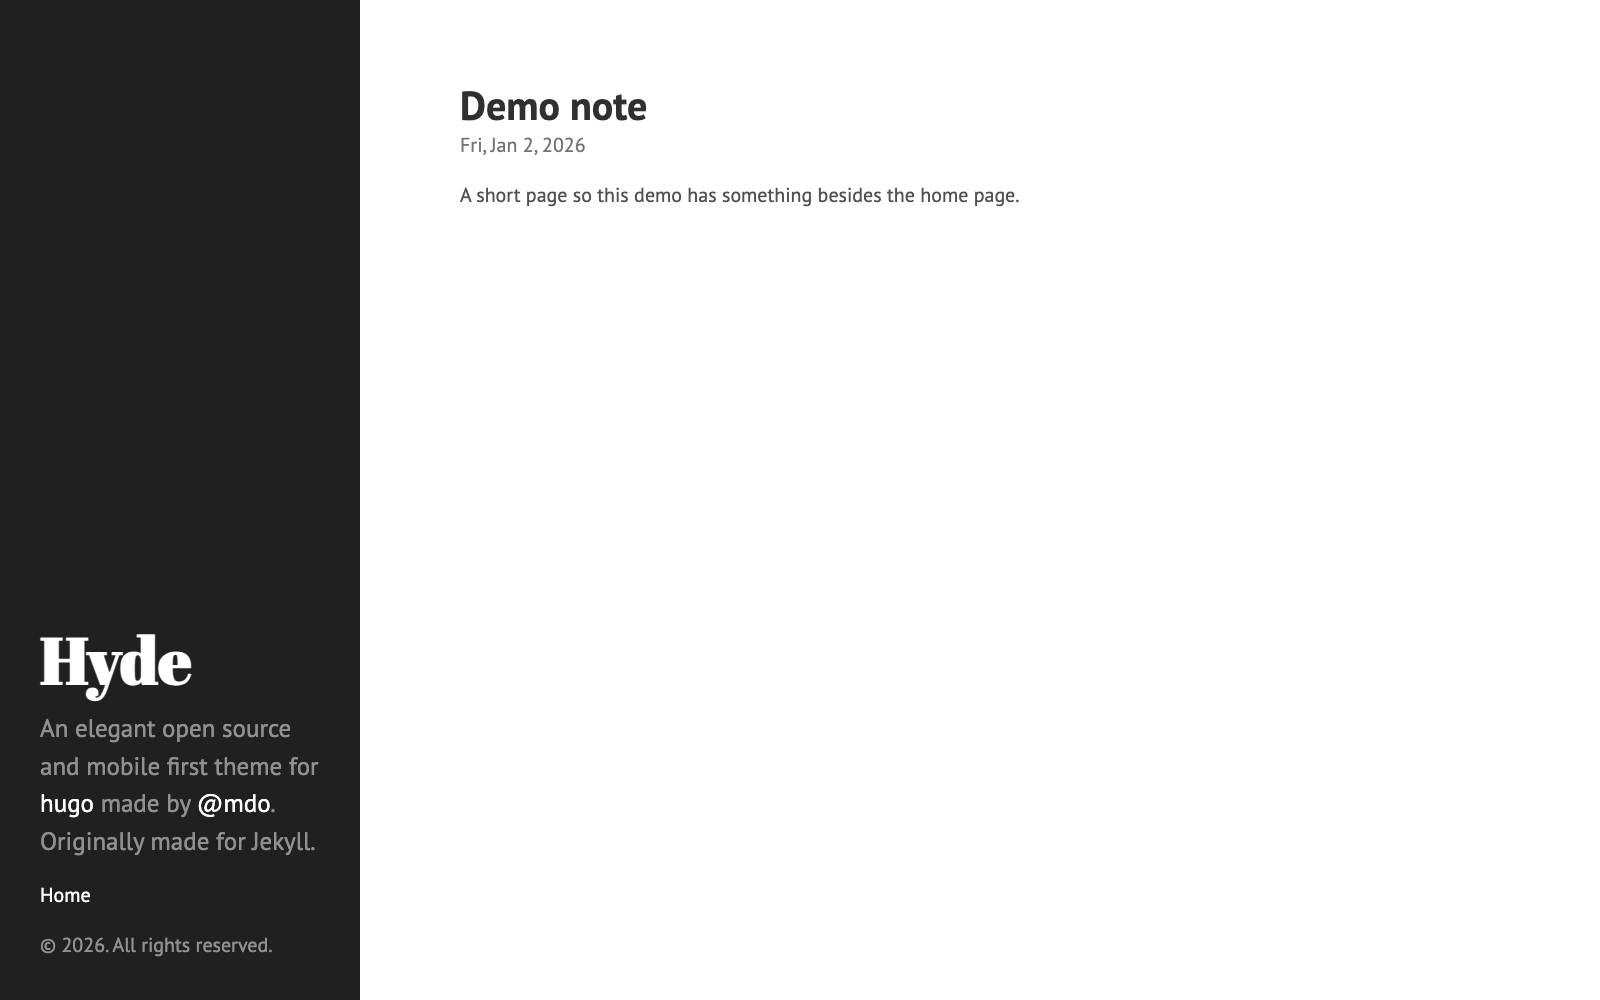 Demo note
Fri, Jan 2, 2026
A short page so this demo has something besides the home page.
Hyde
An elegant open source
and mobile first theme for
hugo made by @mdo.
Originally made for Jekyll.
Home
© 2026. All rights reserved.